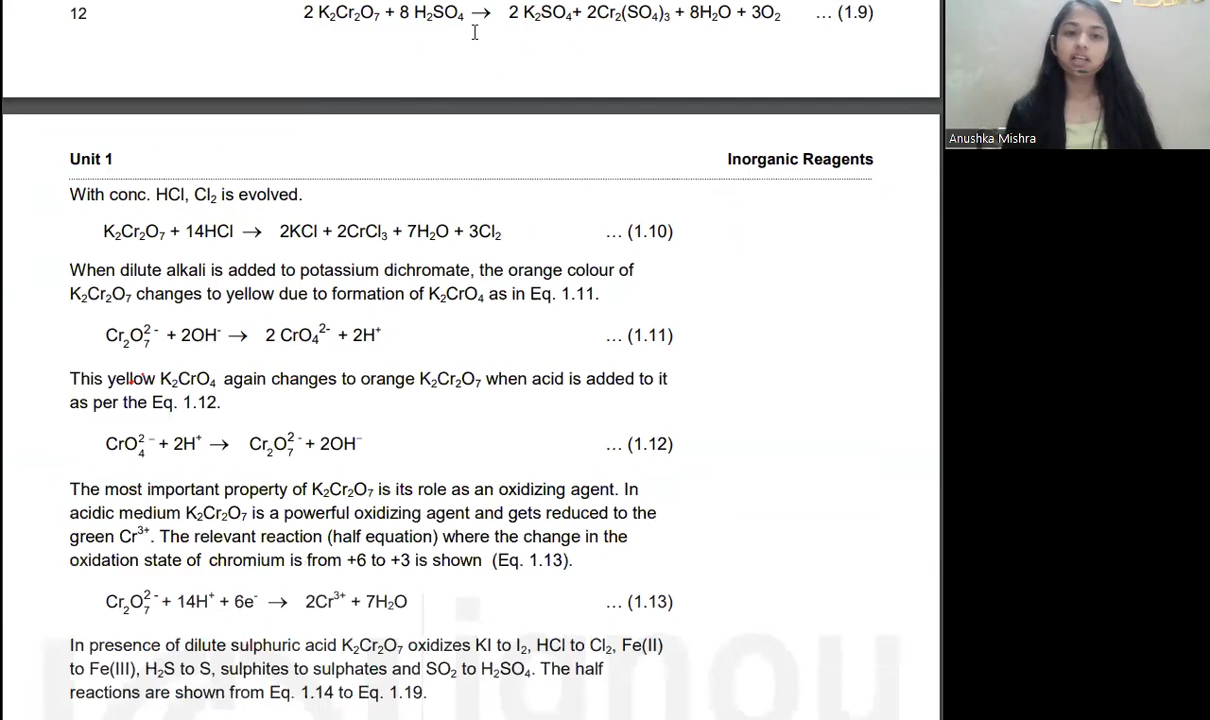 12
2 K₂Cr₂O₇ + 8 H₂SO₄ → 2 K₂SO₄+ 2Cr₂(SO₄)₃ + 8H₂O + 3O₂ … (1.9)
Anushka Mishra
Unit 1 Inorganic Reagents
With conc. HCl, Cl₂ is evolved.
K₂Cr₂O₇ + 14HCl → 2KCl + 2CrCl₃ + 7H₂O + 3Cl₂ … (1.10)
When dilute alkali is added to potassium dichromate, the orange colour of
K₂Cr₂O₇ changes to yellow due to formation of K₂CrO₄ as in Eq. 1.11.
Cr₂O₇²⁻ + 2OH⁻ → 2 CrO₄²⁻ + 2H⁺ … (1.11)
This yellow K₂CrO₄ again changes to orange K₂Cr₂O₇ when acid is added to it
as per the Eq. 1.12.
CrO₄²⁻ + 2H⁺ → Cr₂O₇²⁻ + 2OH⁻ … (1.12)
The most important property of K₂Cr₂O₇ is its role as an oxidizing agent. In
acidic medium K₂Cr₂O₇ is a powerful oxidizing agent and gets reduced to the
green Cr³⁺. The relevant reaction (half equation) where the change in the
oxidation state of chromium is from +6 to +3 is shown (Eq. 1.13).
Cr₂O₇²⁻ + 14H⁺ + 6e⁻ → 2Cr³⁺ + 7H₂O … (1.13)
In presence of dilute sulphuric acid K₂Cr₂O₇ oxidizes KI to I₂, HCl to Cl₂, Fe(II)
to Fe(III), H₂S to S, sulphites to sulphates and SO₂ to H₂SO₄. The half
reactions are shown from Eq. 1.14 to Eq. 1.19.
ignou